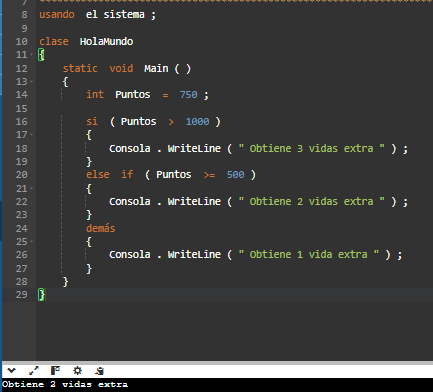 7 ********************************************************************
8 usando el sistema ;
9
10 clase HolaMundo
11 {
12 static void Main ( )
13 {
14 int Puntos = 750 ;
15
16 si ( Puntos > 1000 )
17 {
18 Consola . WriteLine ( " Obtiene 3 vidas extra " ) ;
19 }
20 else if ( Puntos >= 500 )
21 {
22 Consola . WriteLine ( " Obtiene 2 vidas extra " ) ;
23 }
24 demás
25 {
26 Consola . WriteLine ( " Obtiene 1 vida extra " ) ;
27 }
28 }
29 }
Obtiene 2 vidas extra